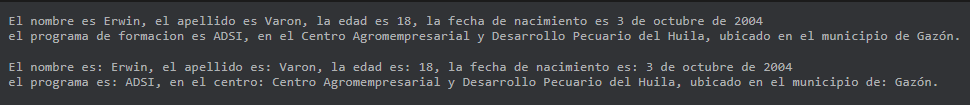 El nombre es Erwin, el apellido es Varon, la edad es 18, la fecha de nacimiento es 3 de octubre de 2004
el programa de formacion es ADSI, en el Centro Agromempresarial y Desarrollo Pecuario del Huila, ubicado en el municipio de Gazón.
El nombre es: Erwin, el apellido es: Varon, la edad es: 18, la fecha de nacimiento es: 3 de octubre de 2004
el programa es: ADSI, en el centro: Centro Agromempresarial y Desarrollo Pecuario del Huila, ubicado en el municipio de: Gazón.